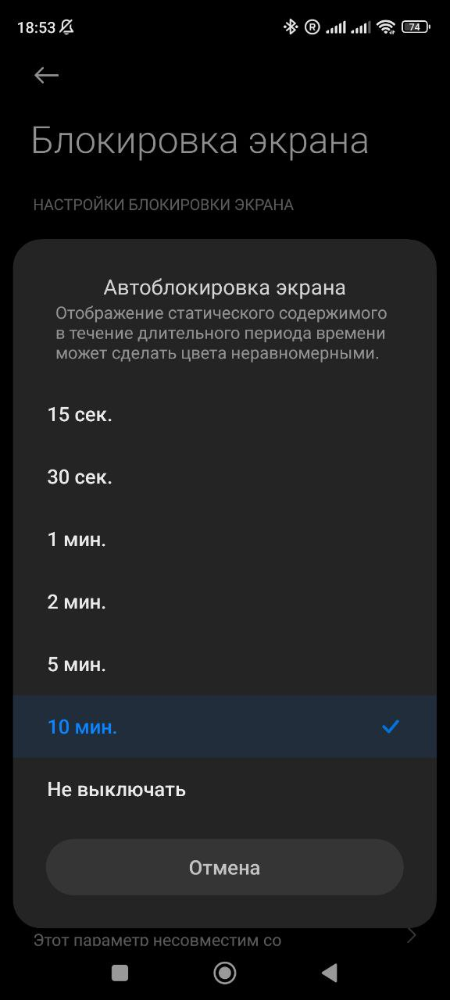 18:53
R
74
Блокировка экрана
НАСТРОЙКИ БЛОКИРОВКИ ЭКРАНА
Автоблокировка экрана
Отображение статического содержимого
в течение длительного периода времени
может сделать цвета неравномерными.
15 сек.
30 сек.
1 мин.
2 мин.
5 мин.
10 мин.
Не выключать
Отмена
Этот параметр несовместим со